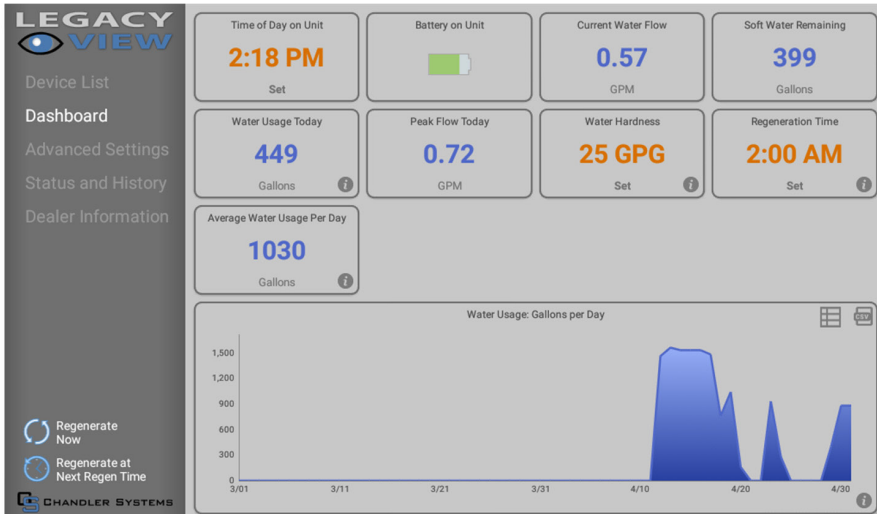 LEGACY
VIEW
Device List
Dashboard
Advanced Settings
Status and History
Dealer Information
Regenerate
Now
Regenerate at
Next Regen Time
CS CHANDLER SYSTEMS
Time of Day on Unit
2:18 PM
Set
Battery on Unit
Current Water Flow
0.57
GPM
Soft Water Remaining
399
Gallons
Water Usage Today
449
Gallons
i
Peak Flow Today
0.72
GPM
Water Hardness
25 GPG
Set
i
Regeneration Time
2:00 AM
Set
i
Average Water Usage Per Day
1030
Gallons
i
Water Usage: Gallons per Day
CSV
1,500
1,200
900
600
300
0
3/01 3/11 3/21 3/31 4/10 4/20 4/30
i